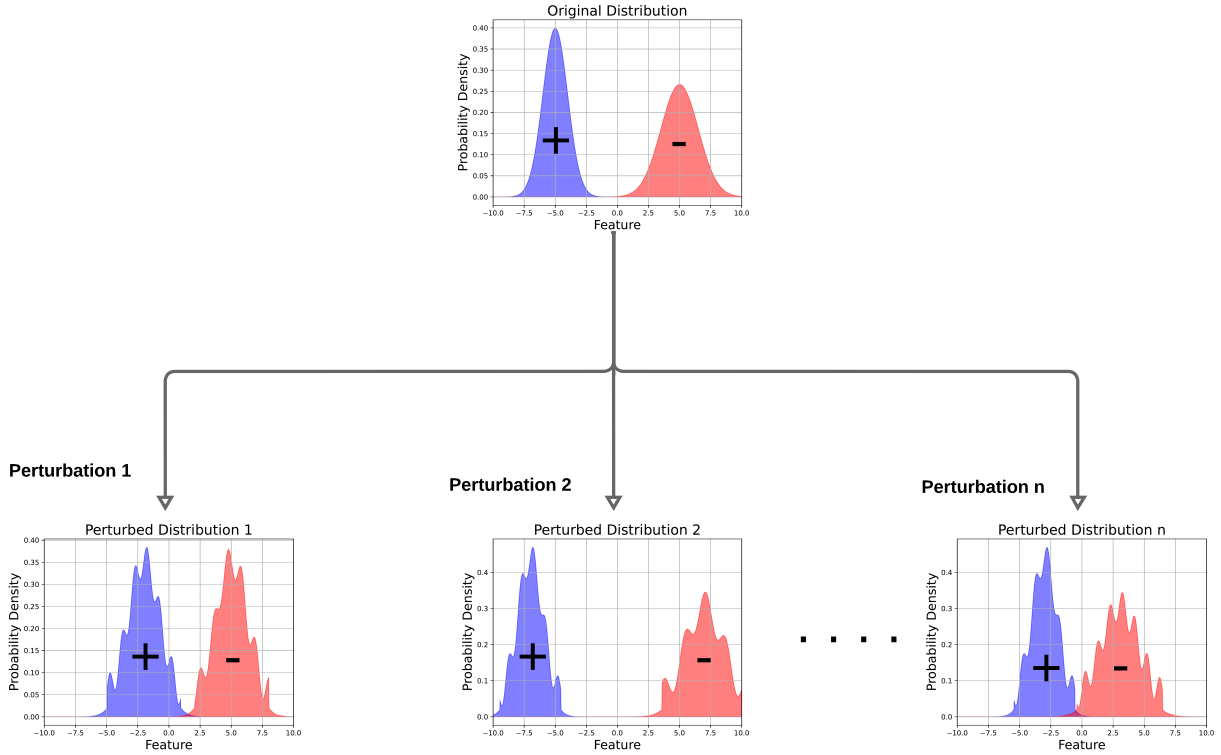 Original Distribution
Probability Density
0.40
0.35
0.30
0.25
0.20
0.15
0.10
0.05
0.00
+
-
−10.0 −7.5 −5.0 −2.5 0.0 2.5 5.0 7.5 10.0
Feature
Perturbation 1
Perturbation 2
Perturbation n
Perturbed Distribution 1
Probability Density
0.40
0.35
0.30
0.25
0.20
0.15
0.10
0.05
0.00
+
-
−10.0 −7.5 −5.0 −2.5 0.0 2.5 5.0 7.5 10.0
Feature
Perturbed Distribution 2
Probability Density
0.4
0.3
0.2
0.1
0.0
+
-
−10.0 −7.5 −5.0 −2.5 0.0 2.5 5.0 7.5 10.0
Feature
. . . .
Perturbed Distribution n
Probability Density
0.4
0.3
0.2
0.1
0.0
+
-
−10.0 −7.5 −5.0 −2.5 0.0 2.5 5.0 7.5 10.0
Feature